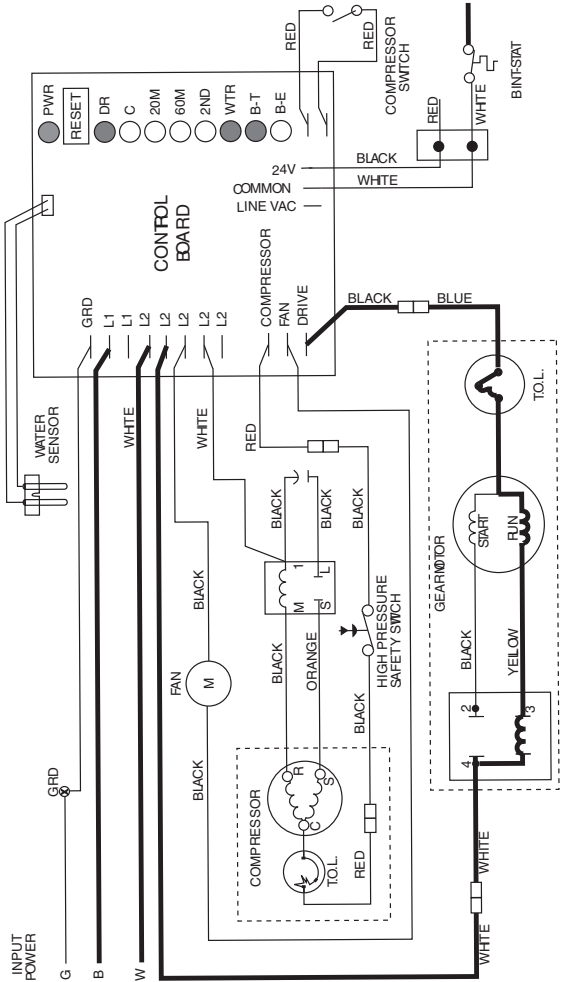 INPUT
POWER
G
B
W
GRD
WATER
SENSOR
GRD
L1
L1
L2
L2
L2
L2
L2
WHITE
WHITE
CONTROL
BOARD
PWR
RESET
DR
C
20M
60M
2ND
WTR
B-T
B-E
24V
COMMON
LINE VAC
COMPRESSOR
FAN
DRIVE
RED
RED
COMPRESSOR
SWITCH
BLACK
WHITE
RED
WHITE
BINT-STAT
FAN
M
BLACK
BLACK
RED
BLACK
BLACK
BLACK
1
M
L
S
BLACK
ORANGE
HIGH PRESSURE
SAFETY SWICH
BLACK
COMPRESSOR
R
S
C
T.O.L.
RED
BLACK
BLUE
T.O.L.
GEARMOTOR
START
RUN
BLACK
YELLOW
2
3
4
WHITE
WHITE